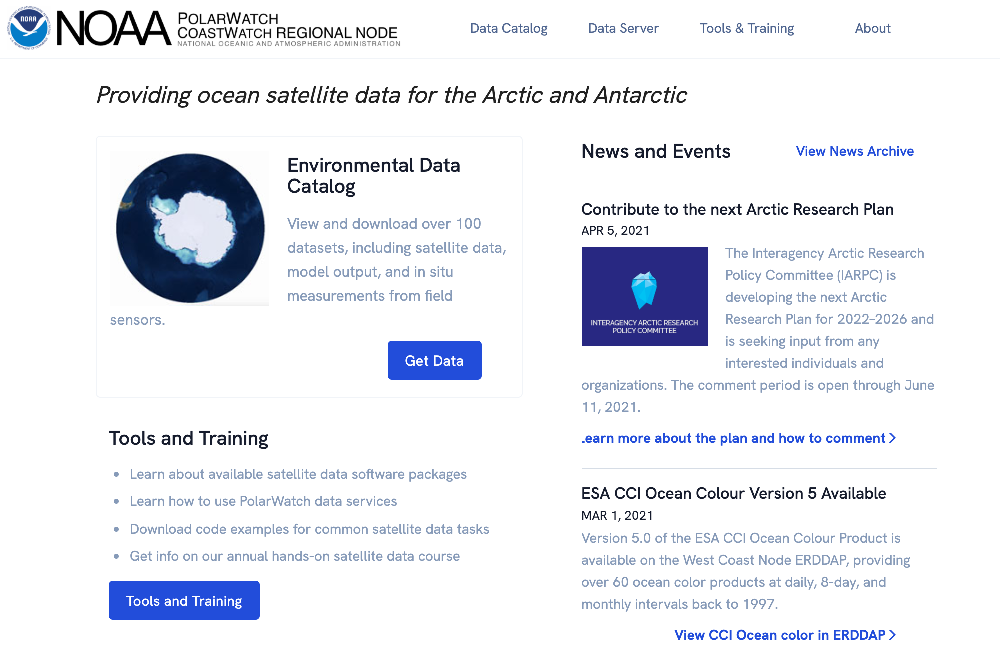 NOAA
NOAA
POLARWATCH
COASTWATCH REGIONAL NODE
NATIONAL OCEANIC AND ATMOSPHERIC ADMINISTRATION
Data Catalog
Data Server
Tools & Training
About
Providing ocean satellite data for the Arctic and Antarctic
Environmental Data
Catalog
View and download over 100
datasets, including satellite data,
model output, and in situ
measurements from field
sensors.
Get Data
Tools and Training
• Learn about available satellite data software packages
• Learn how to use PolarWatch data services
• Download code examples for common satellite data tasks
• Get info on our annual hands-on satellite data course
Tools and Training
News and Events
View News Archive
Contribute to the next Arctic Research Plan
APR 5, 2021
INTERAGENCY ARCTIC RESEARCH
POLICY COMMITTEE
The Interagency Arctic Research
Policy Committee (IARPC) is
developing the next Arctic
Research Plan for 2022–2026 and
is seeking input from any
interested individuals and
organizations. The comment period is open through June
11, 2021.
Learn more about the plan and how to comment
ESA CCI Ocean Colour Version 5 Available
MAR 1, 2021
Version 5.0 of the ESA CCI Ocean Colour Product is
available on the West Coast Node ERDDAP, providing
over 60 ocean color products at daily, 8-day, and
monthly intervals back to 1997.
View CCI Ocean color in ERDDAP